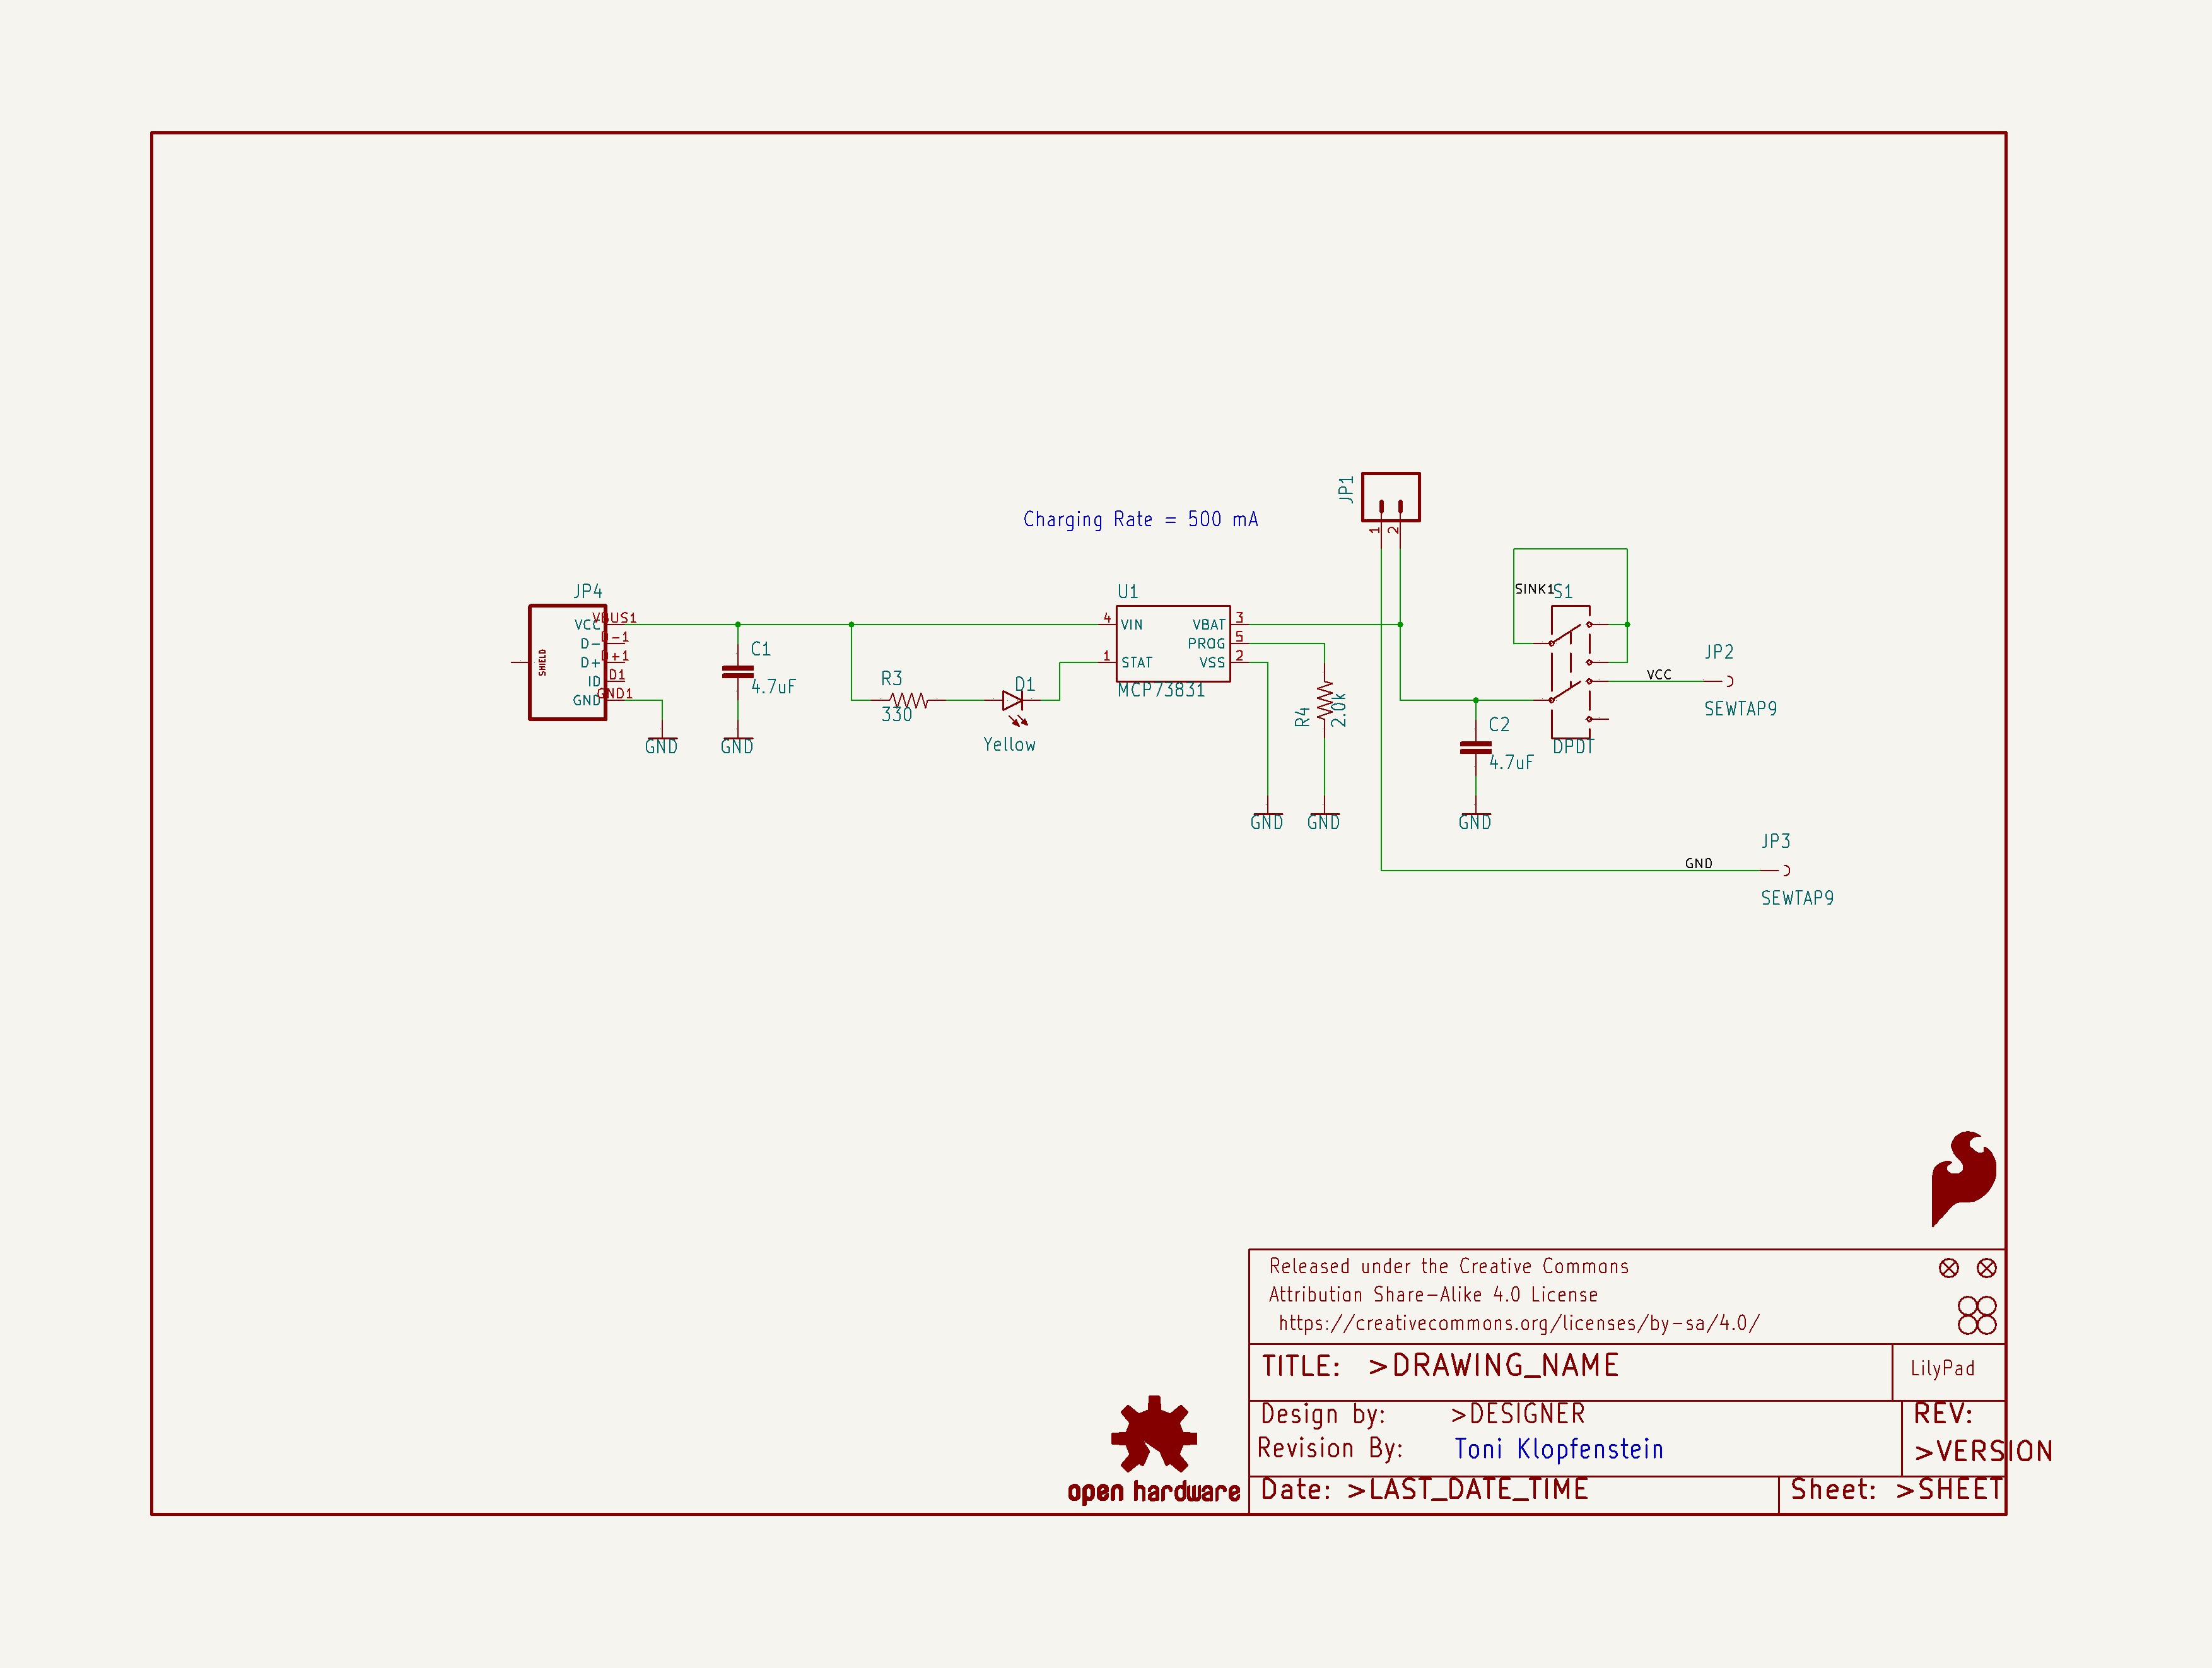 JP1
1
2
Charging Rate = 500 mA
JP4
VCC
VBUS1
D-
D-1
D+
D+1
ID
D1
GND
GND1
SHIELD
GND
C1
4.7uF
GND
R3
330
D1
Yellow
U1
4
VIN
1
STAT
VBAT
3
PROG
5
VSS
2
MCP73831
GND
R4
2.0k
GND
SINK1
S1
DPDT
C2
4.7uF
GND
VCC
JP2
SEWTAP9
GND
JP3
SEWTAP9
Released under the Creative Commons
Attribution Share-Alike 4.0 License
https://creativecommons.org/licenses/by-sa/4.0/
TITLE: >DRAWING_NAME
LilyPad
Design by: >DESIGNER
REV:
Revision By: Toni Klopfenstein
>VERSION
Date: >LAST_DATE_TIME
Sheet: >SHEET
open hardware